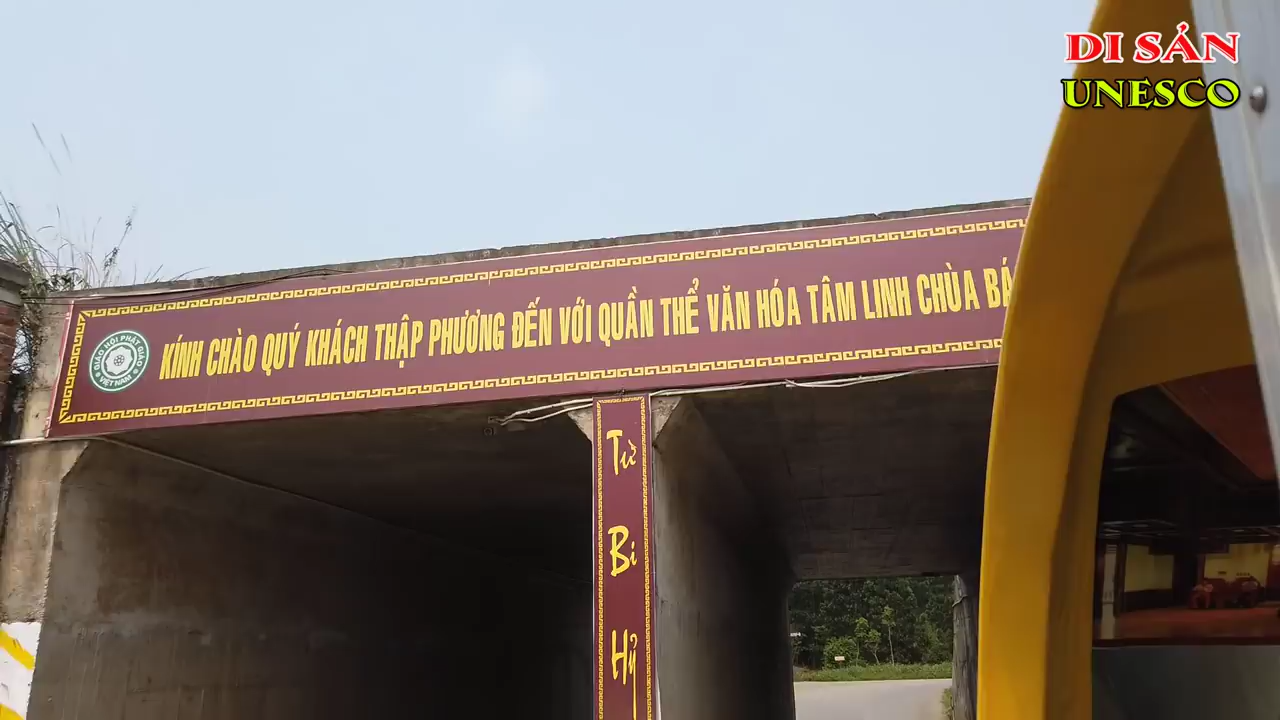 DI SẢN
UNESCO
KÍNH CHÀO QUÝ KHÁCH THẬP PHƯƠNG ĐẾN VỚI QUẦN THỂ VĂN HÓA TÂM LINH CHÙA BÁ
GIÁO HỘI PHẬT GIÁO
VIỆT NAM
Từ
Bi
Hỷ